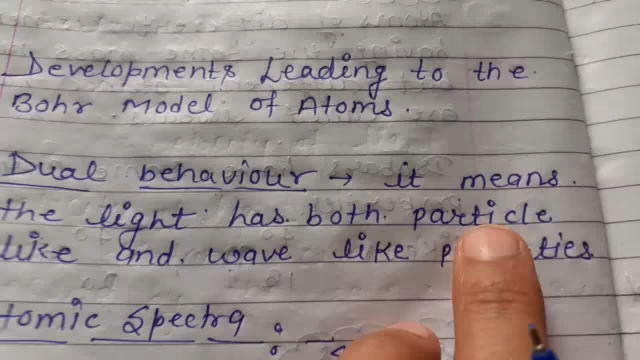 Developments Leading to the
Bohr Model of Atoms.
Dual behaviour → it means
the light has both particle
like and wave like
Spectra